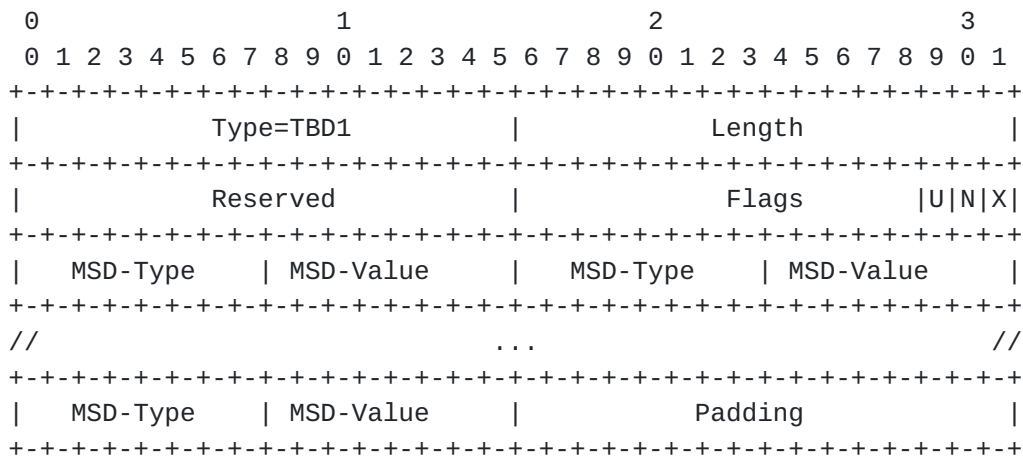 0                   1                   2                   3
 0 1 2 3 4 5 6 7 8 9 0 1 2 3 4 5 6 7 8 9 0 1 2 3 4 5 6 7 8 9 0 1
+-+-+-+-+-+-+-+-+-+-+-+-+-+-+-+-+-+-+-+-+-+-+-+-+-+-+-+-+-+-+-+-+
|            Type=TBD1           |            Length             |
+-+-+-+-+-+-+-+-+-+-+-+-+-+-+-+-+-+-+-+-+-+-+-+-+-+-+-+-+-+-+-+-+
|            Reserved            |             Flags       |U|N|X|
+-+-+-+-+-+-+-+-+-+-+-+-+-+-+-+-+-+-+-+-+-+-+-+-+-+-+-+-+-+-+-+-+
|   MSD-Type    | MSD-Value     |   MSD-Type    | MSD-Value     |
+-+-+-+-+-+-+-+-+-+-+-+-+-+-+-+-+-+-+-+-+-+-+-+-+-+-+-+-+-+-+-+-+
//                             ...                             //
+-+-+-+-+-+-+-+-+-+-+-+-+-+-+-+-+-+-+-+-+-+-+-+-+-+-+-+-+-+-+-+-+
|   MSD-Type    | MSD-Value     |           Padding             |
+-+-+-+-+-+-+-+-+-+-+-+-+-+-+-+-+-+-+-+-+-+-+-+-+-+-+-+-+-+-+-+-+